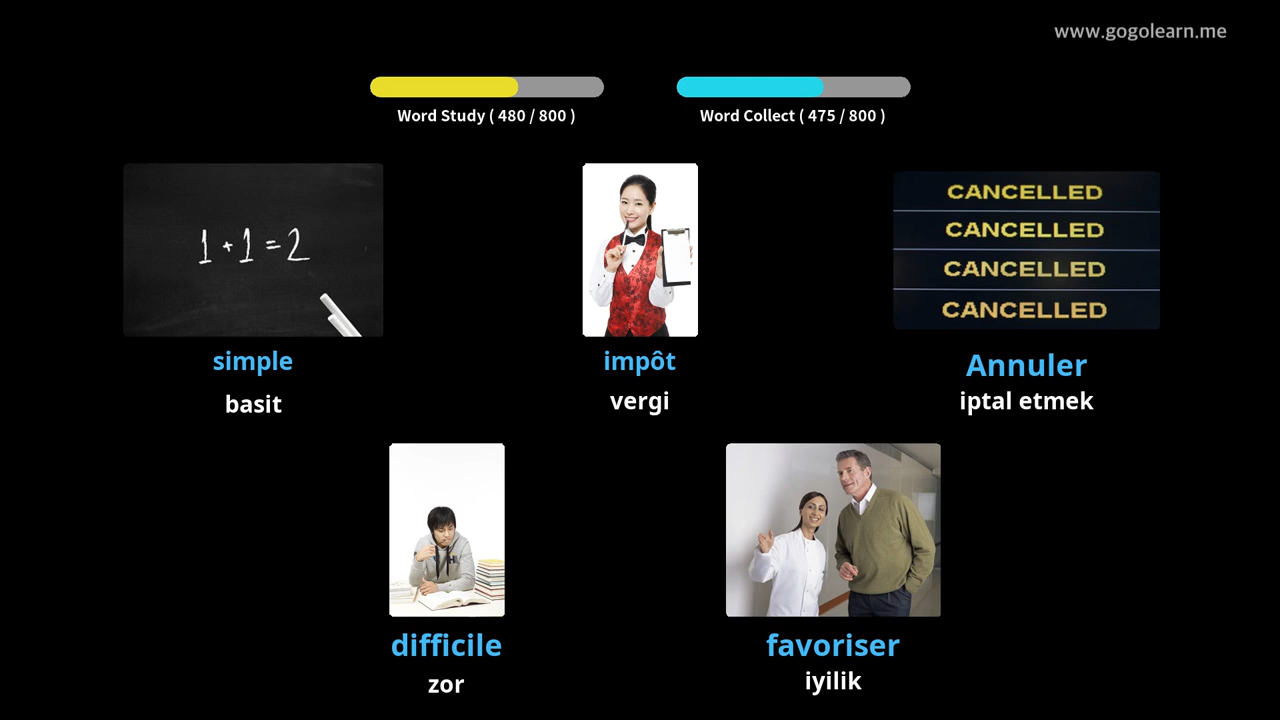 www.gogolearn.me
Word Study ( 480 / 800 )
Word Collect ( 475 / 800 )
1 + 1 = 2
CANCELLED
CANCELLED
CANCELLED
CANCELLED
simple
impôt
Annuler
basit
vergi
iptal etmek
difficile
favoriser
zor
iyilik